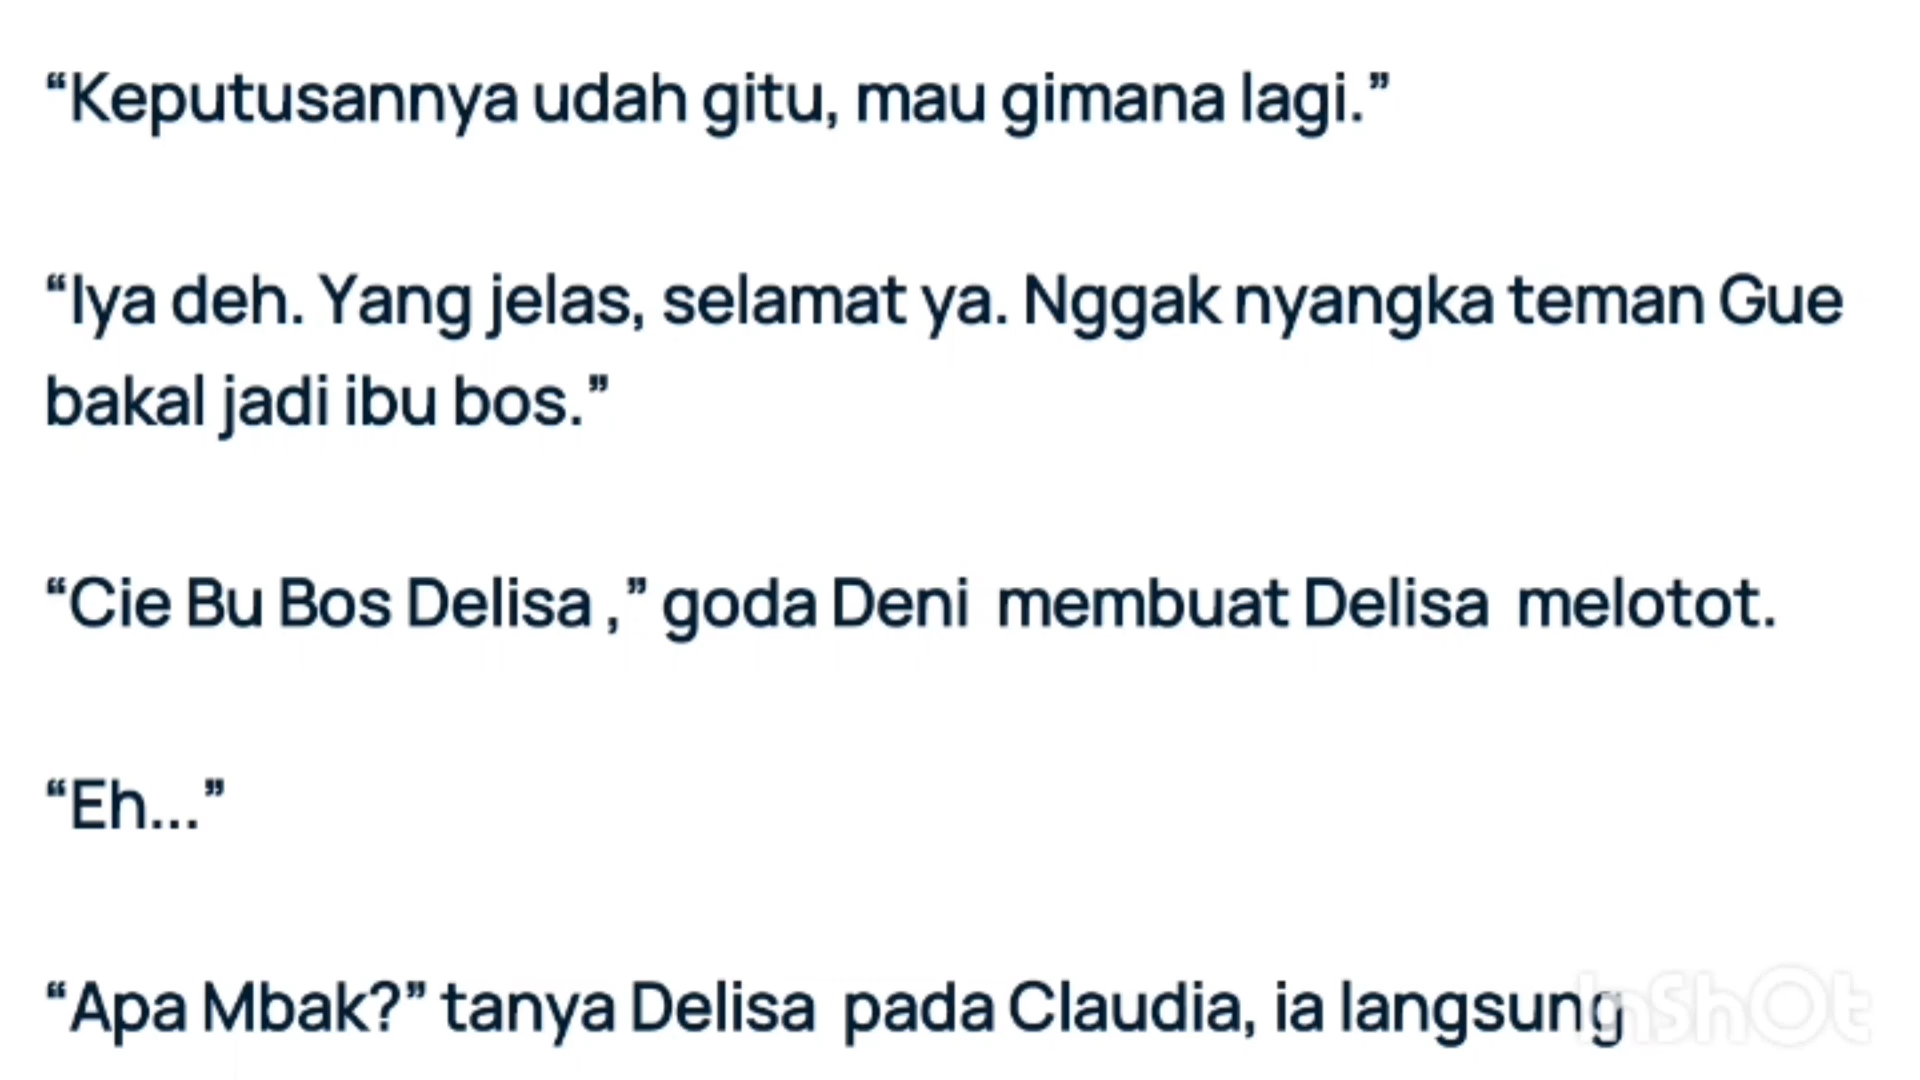 “Keputusannya udah gitu, mau gimana lagi.”
“Iya deh. Yang jelas, selamat ya. Nggak nyangka teman Gue
bakal jadi ibu bos.”
“Cie Bu Bos Delisa ,” goda Deni  membuat Delisa  melotot.
“Eh...”
“Apa Mbak?” tanya Delisa  pada Claudia, ia langsung
InShOt